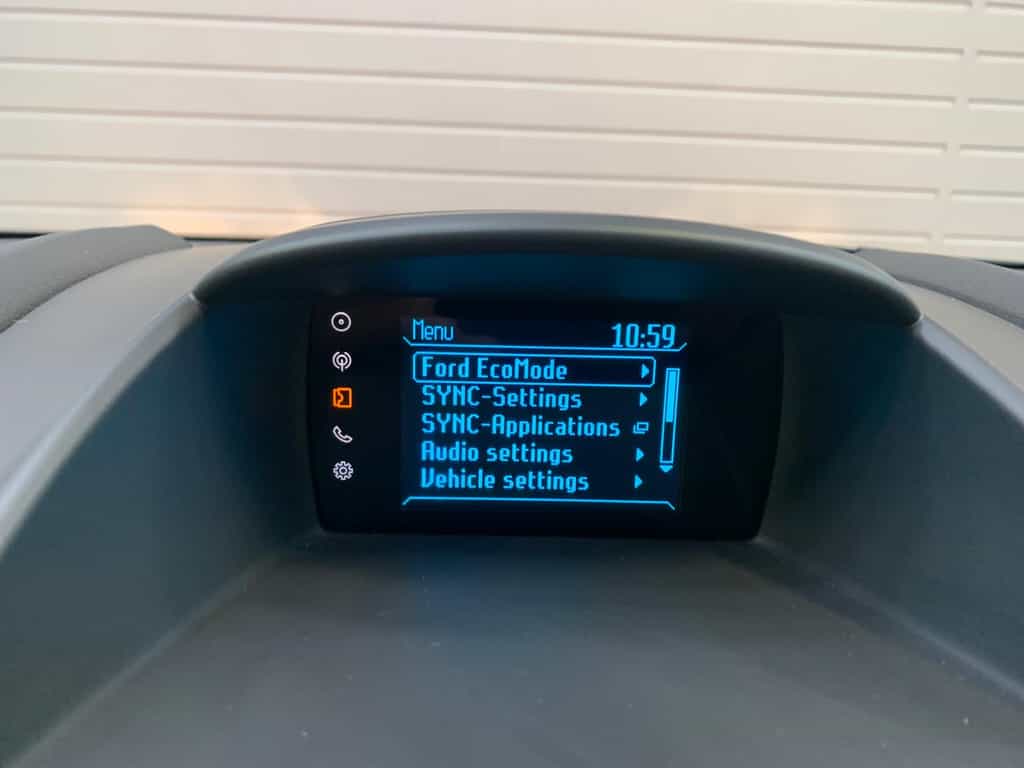 Menu 10:59
Ford EcoMode
SYNC-Settings
SYNC-Applications
Audio settings
Vehicle settings